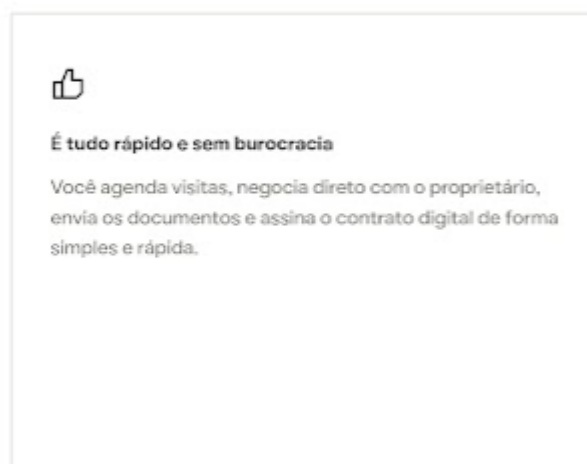 É tudo rápido e sem burocracia
Você agenda visitas, negocia direto com o proprietário,
envia os documentos e assina o contrato digital de forma
simples e rápida.